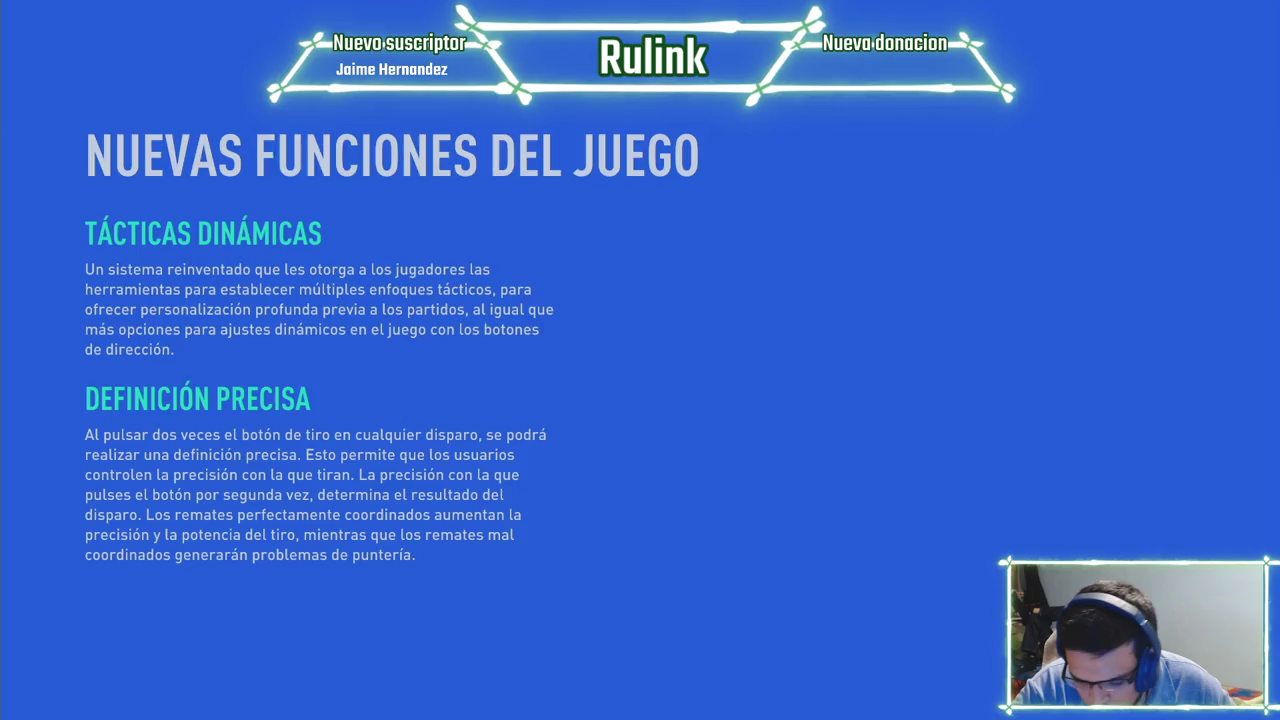 Nuevo suscriptor
Jaime Hernandez
Rulink
Nueva donacion
NUEVAS FUNCIONES DEL JUEGO
TÁCTICAS DINÁMICAS
Un sistema reinventado que les otorga a los jugadores las
herramientas para establecer múltiples enfoques tácticos, para
ofrecer personalización profunda previa a los partidos, al igual que
más opciones para ajustes dinámicos en el juego con los botones
de dirección.
DEFINICIÓN PRECISA
Al pulsar dos veces el botón de tiro en cualquier disparo, se podrá
realizar una definición precisa. Esto permite que los usuarios
controlen la precisión con la que tiran. La precisión con la que
pulses el botón por segunda vez, determina el resultado del
disparo. Los remates perfectamente coordinados aumentan la
precisión y la potencia del tiro, mientras que los remates mal
coordinados generarán problemas de puntería.